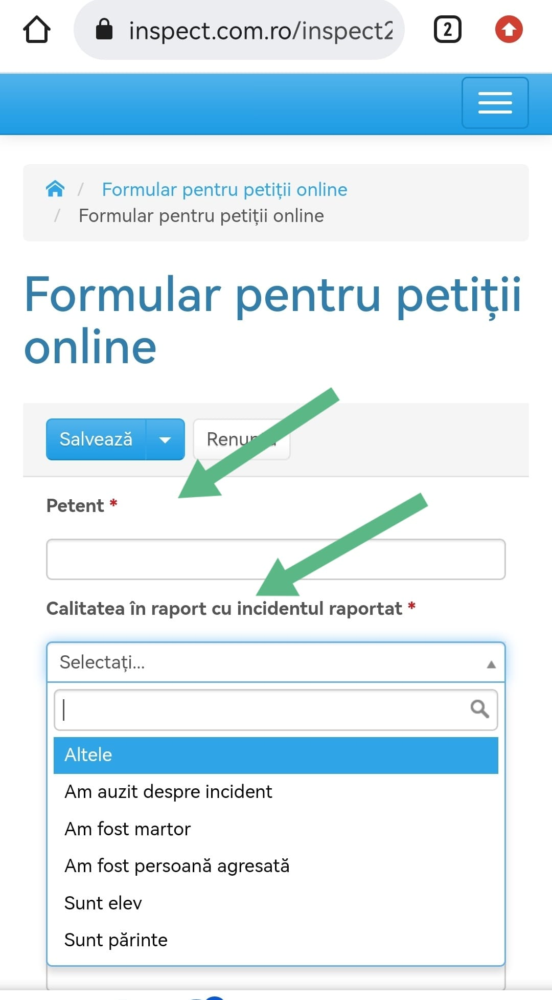 inspect.com.ro/inspect2
2
/ Formular pentru petiții online
/ Formular pentru petiții online
Formular pentru petiții
online
Salvează
Petent *
Calitatea în raport cu incidentul raportat *
Selectați...
Altele
Am auzit despre incident
Am fost martor
Am fost persoană agresată
Sunt elev
Sunt părinte